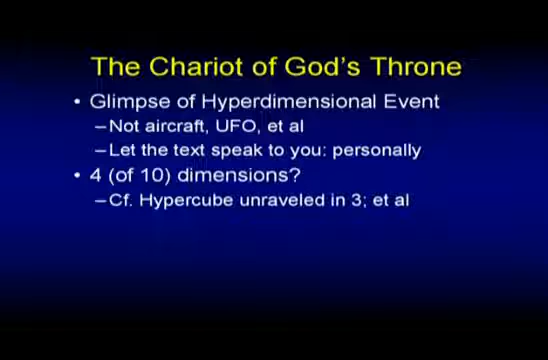 The Chariot of God's Throne
• Glimpse of Hyperdimensional Event
–Not aircraft, UFO, et al
–Let the text speak to you: personally
• 4 (of 10) dimensions?
–Cf. Hypercube unraveled in 3; et al